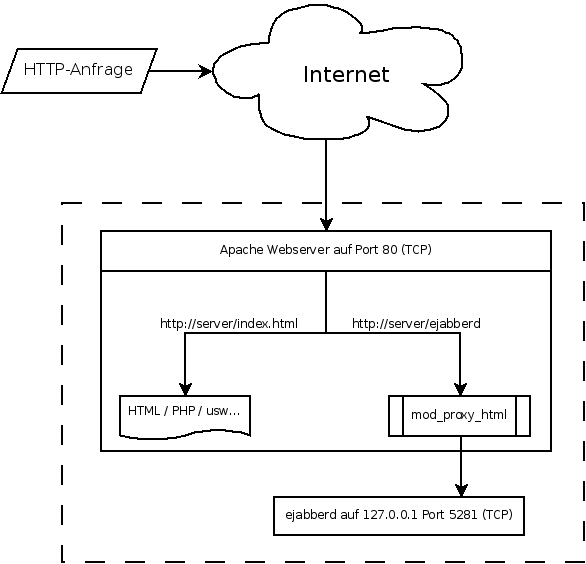 HTTP-Anfrage
Internet
Apache Webserver auf Port 80 (TCP)
http://server/index.html
http://server/ejabberd
HTML / PHP / usw...
mod_proxy_html
ejabberd auf 127.0.0.1 Port 5281 (TCP)